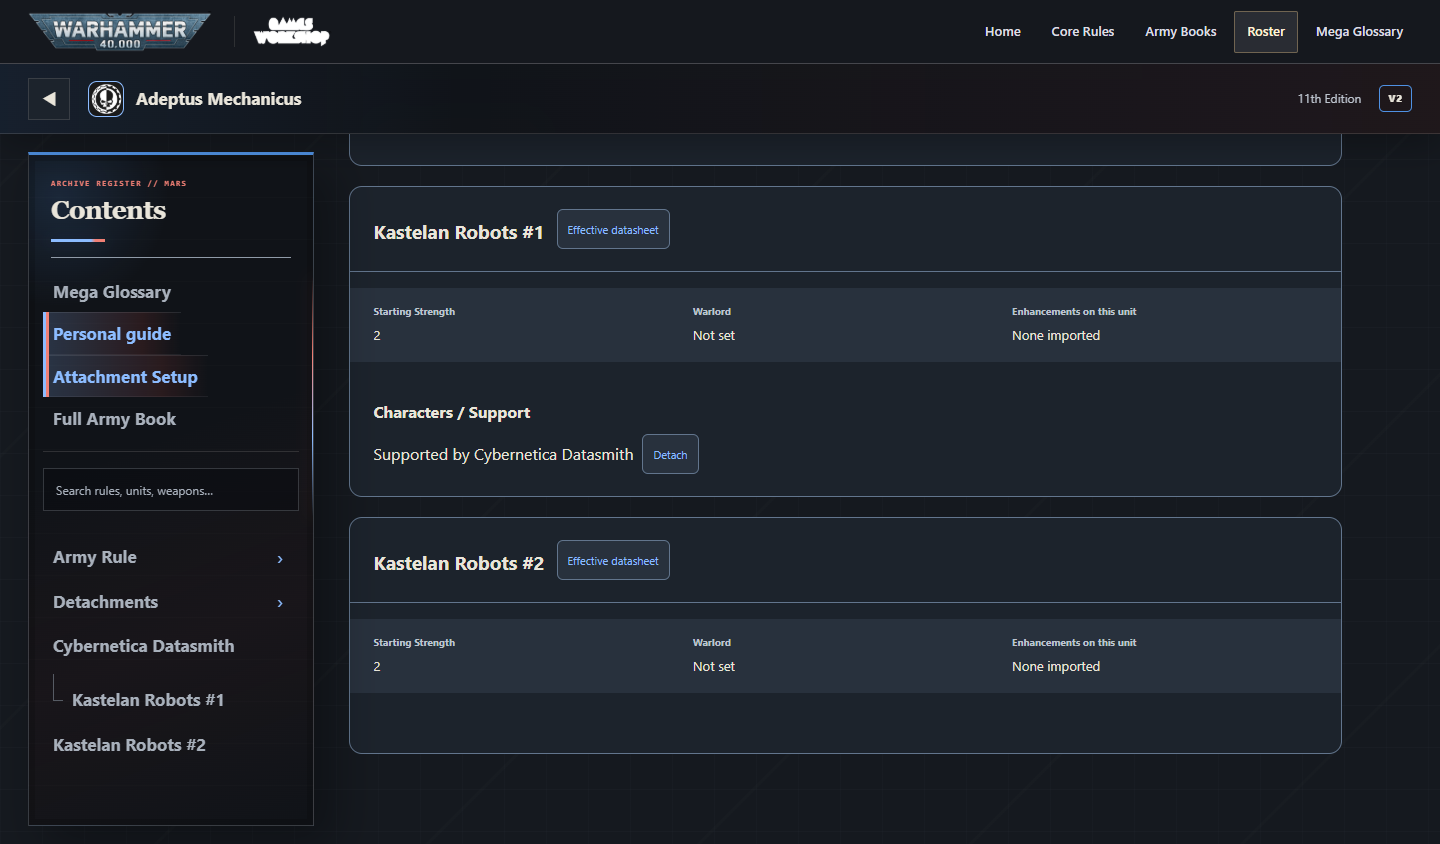 WARHAMMER
40,000
GAMES
WORKSHOP
Home
Core Rules
Army Books
Roster
Mega Glossary
Adeptus Mechanicus
11th Edition
V2
ARCHIVE REGISTER // MARS
Contents
Mega Glossary
Personal guide
Attachment Setup
Full Army Book
Search rules, units, weapons...
Army Rule
Detachments
Cybernetica Datasmith
Kastelan Robots #1
Kastelan Robots #2
Kastelan Robots #1
Effective datasheet
Starting Strength
Warlord
Enhancements on this unit
2
Not set
None imported
Characters / Support
Supported by Cybernetica Datasmith
Detach
Kastelan Robots #2
Effective datasheet
Starting Strength
Warlord
Enhancements on this unit
2
Not set
None imported